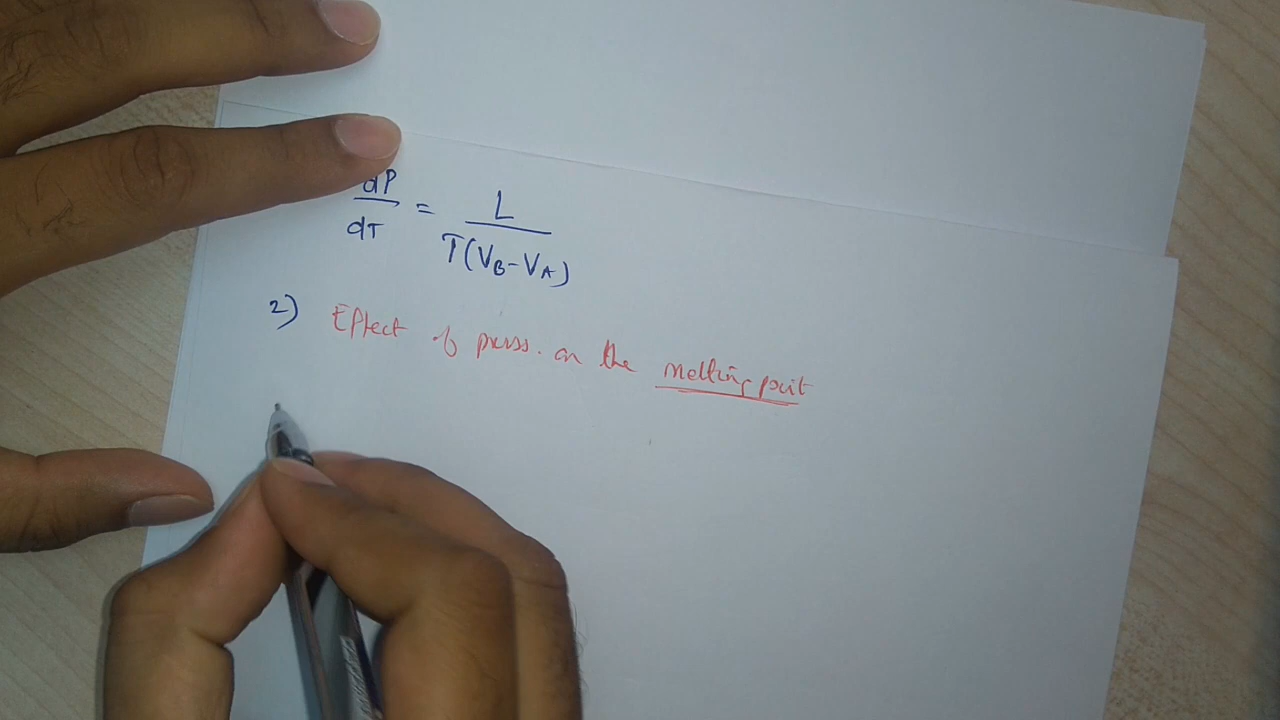 dP/dT = L/T(V_B-V_A)
2) Effect of press. on the melting point